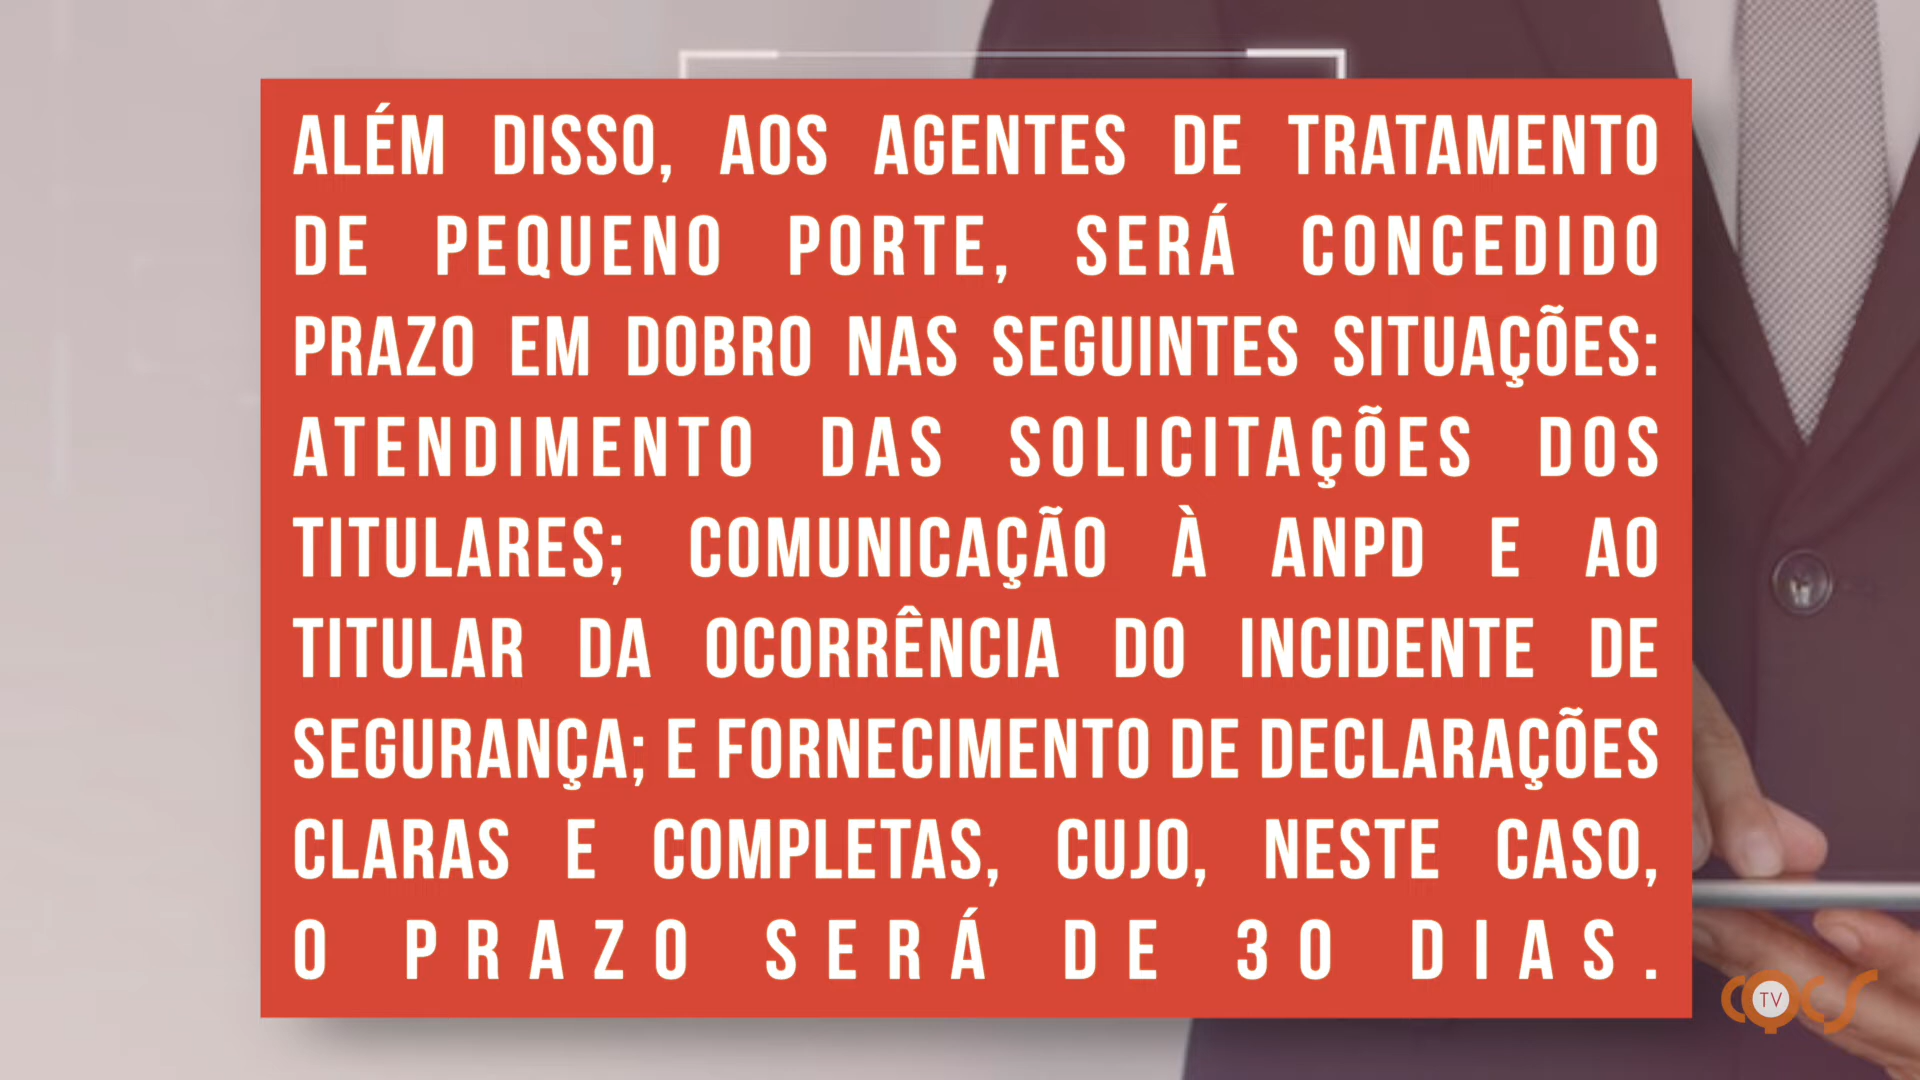 ALÉM DISSO, AOS AGENTES DE TRATAMENTO
DE PEQUENO PORTE, SERÁ CONCEDIDO
PRAZO EM DOBRO NAS SEGUINTES SITUAÇÕES:
ATENDIMENTO DAS SOLICITAÇÕES DOS
TITULARES; COMUNICAÇÃO À ANPD E AO
TITULAR DA OCORRÊNCIA DO INCIDENTE DE
SEGURANÇA; E FORNECIMENTO DE DECLARAÇÕES
CLARAS E COMPLETAS, CUJO, NESTE CASO,
O PRAZO SERÁ DE 30 DIAS.
CQCS
TV